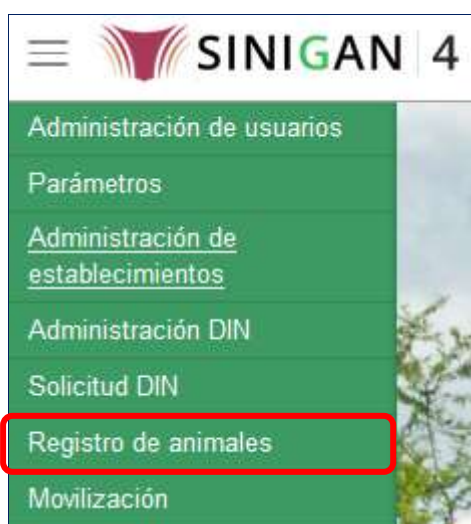 SINIGAN 4
Administración de usuarios
Parámetros
Administración de
establecimientos
Administración DIN
Solicitud DIN
Registro de animales
Movilización